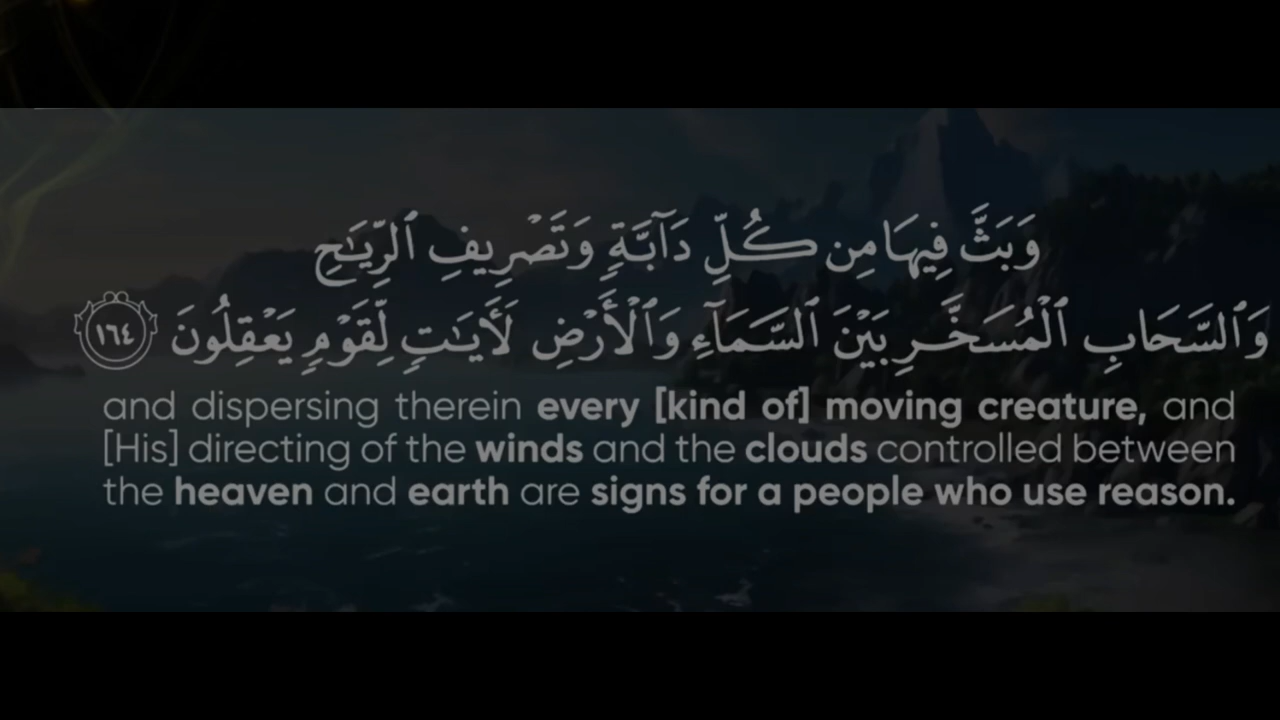 وَبَثَّ فِيهَا مِن كُلِّ دَآبَّةٍ وَتَصْرِيفِ ٱلرِّيَـٰحِ
وَٱلسَّحَابِ ٱلْمُسَخَّرِ بَيْنَ ٱلسَّمَآءِ وَٱلْأَرْضِ لَـَٔايَـٰتٍ لِّقَوْمٍ يَعْقِلُونَ ١٦٤
and dispersing therein every [kind of] moving creature, and
[His] directing of the winds and the clouds controlled between
the heaven and earth are signs for a people who use reason.